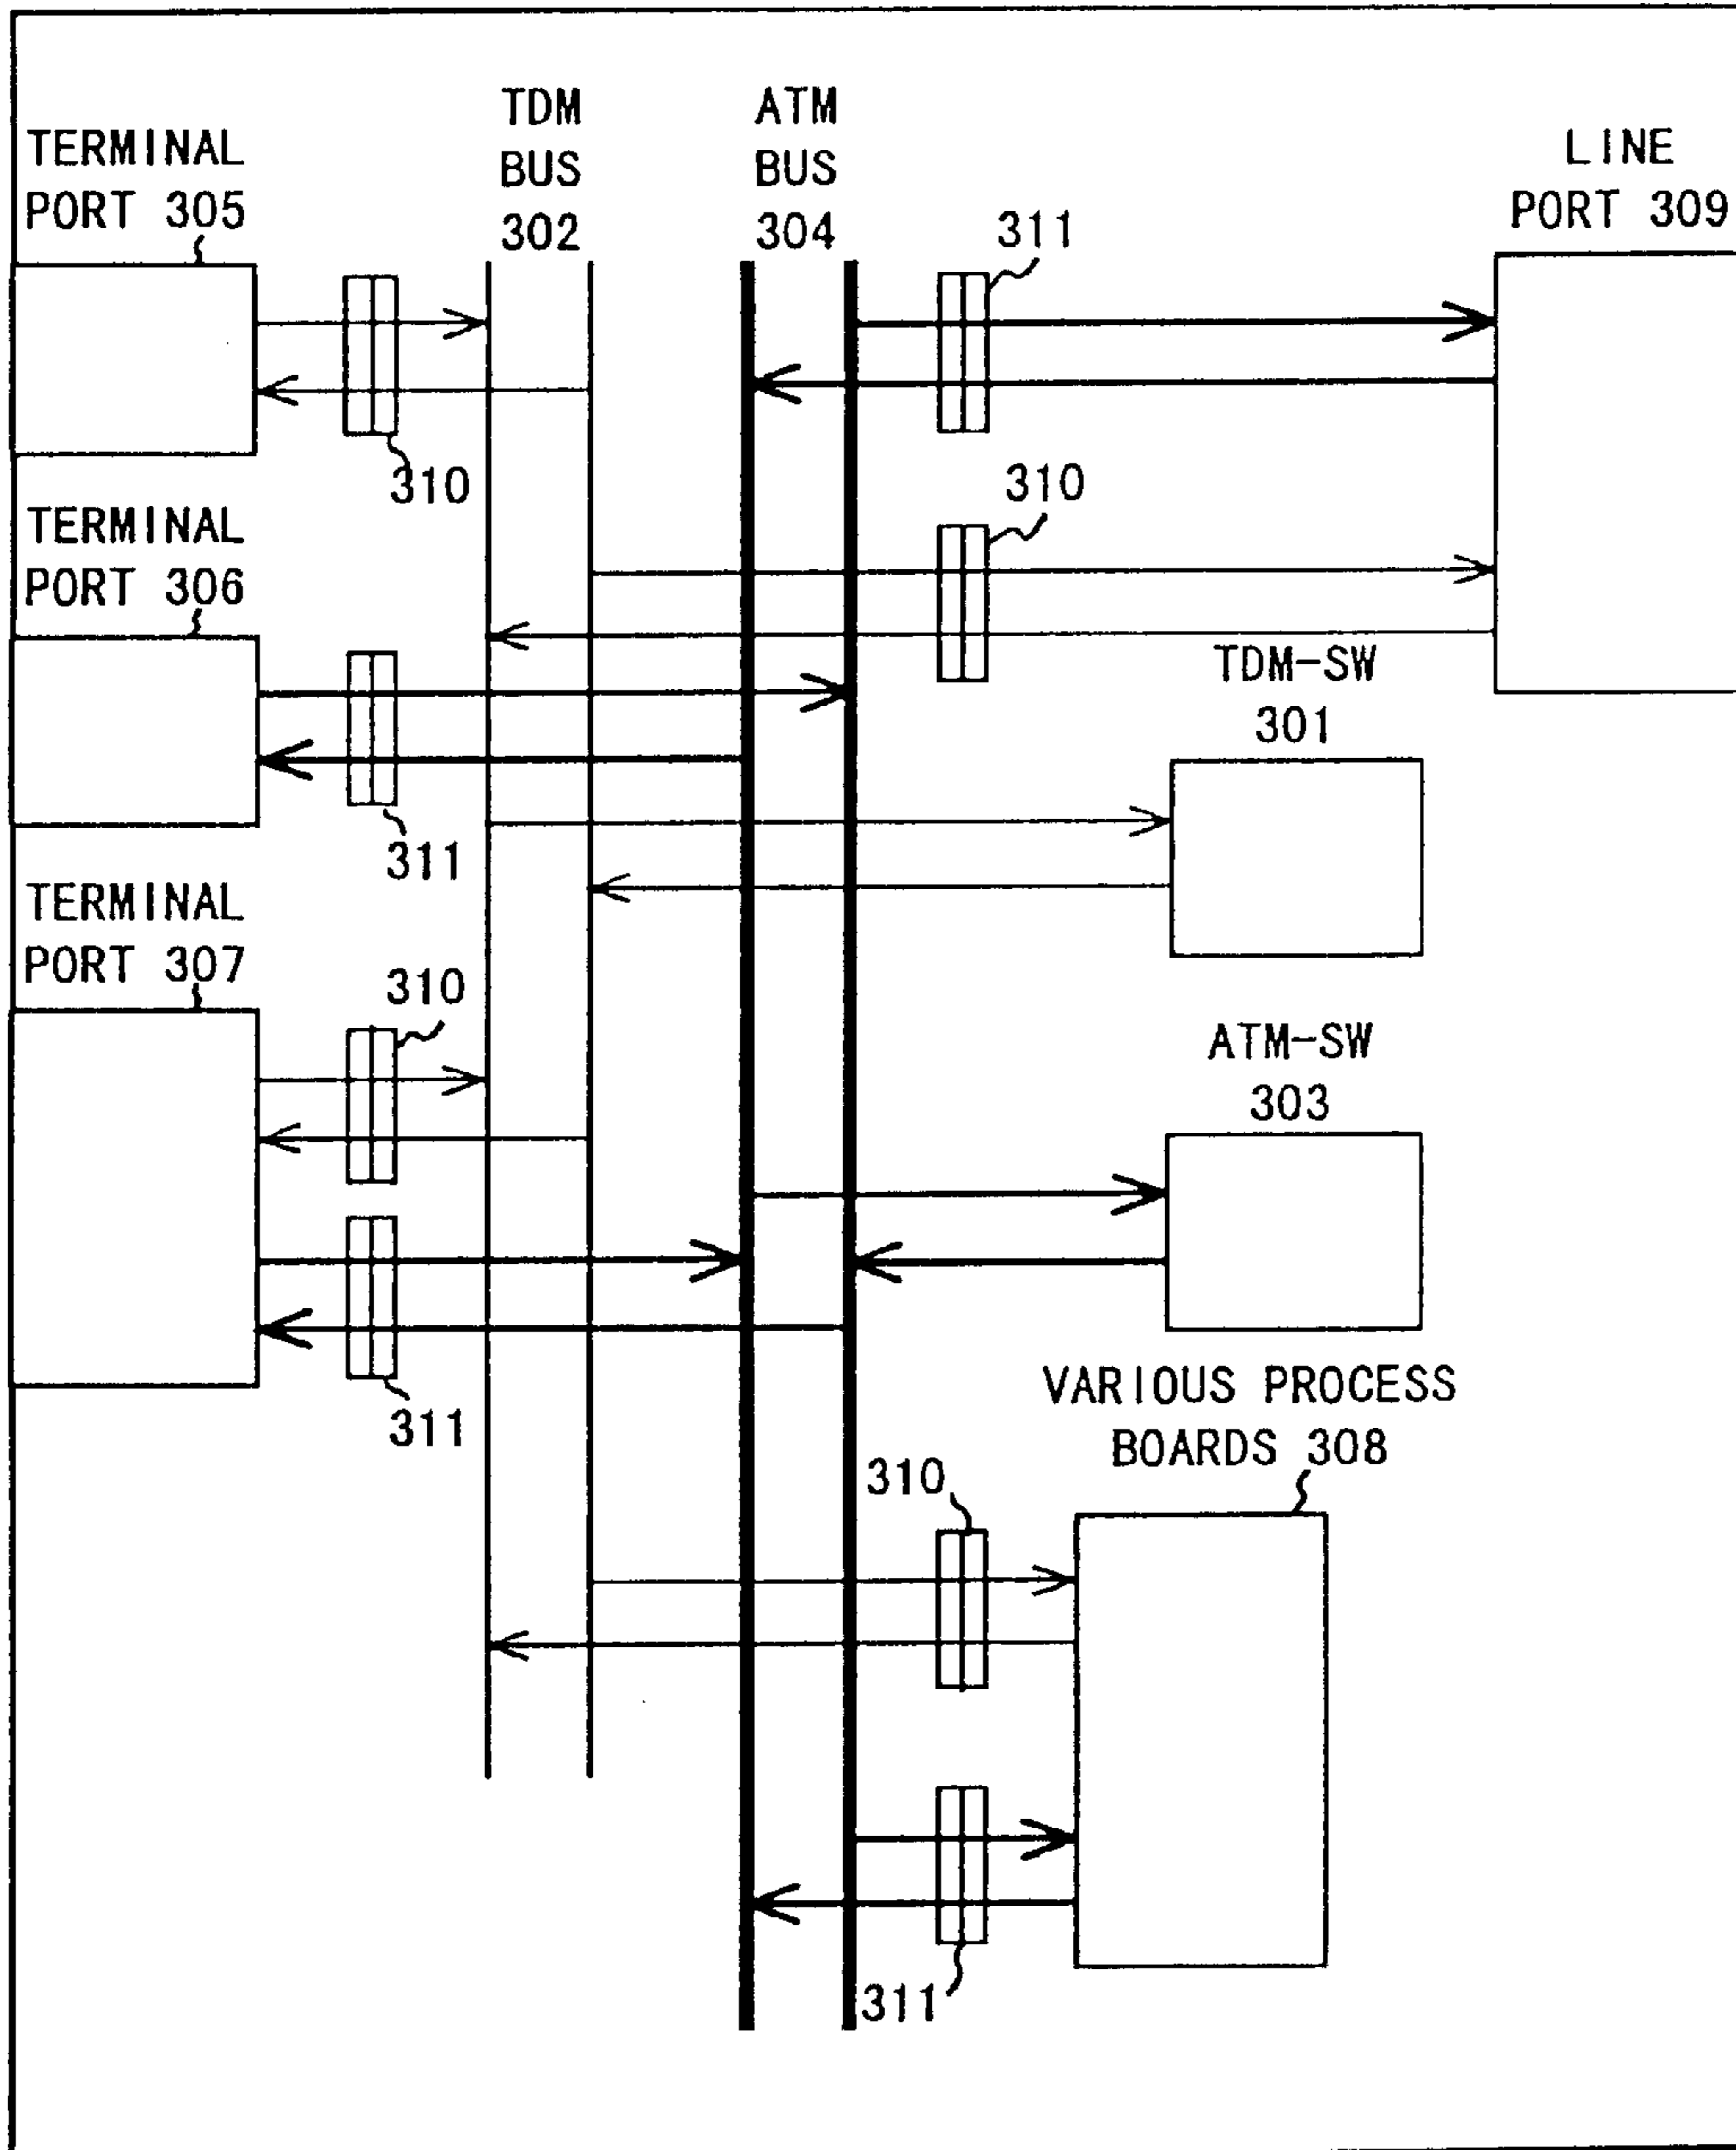 TERMINAL
PORT 305
TDM
BUS
302
ATM
BUS
304
LINE
PORT 309
311
310
310
TERMINAL
PORT 306
TDM-SW
301
311
TERMINAL
PORT 307
310
ATM-SW
303
311
VARIOUS PROCESS
BOARDS 308
310
311